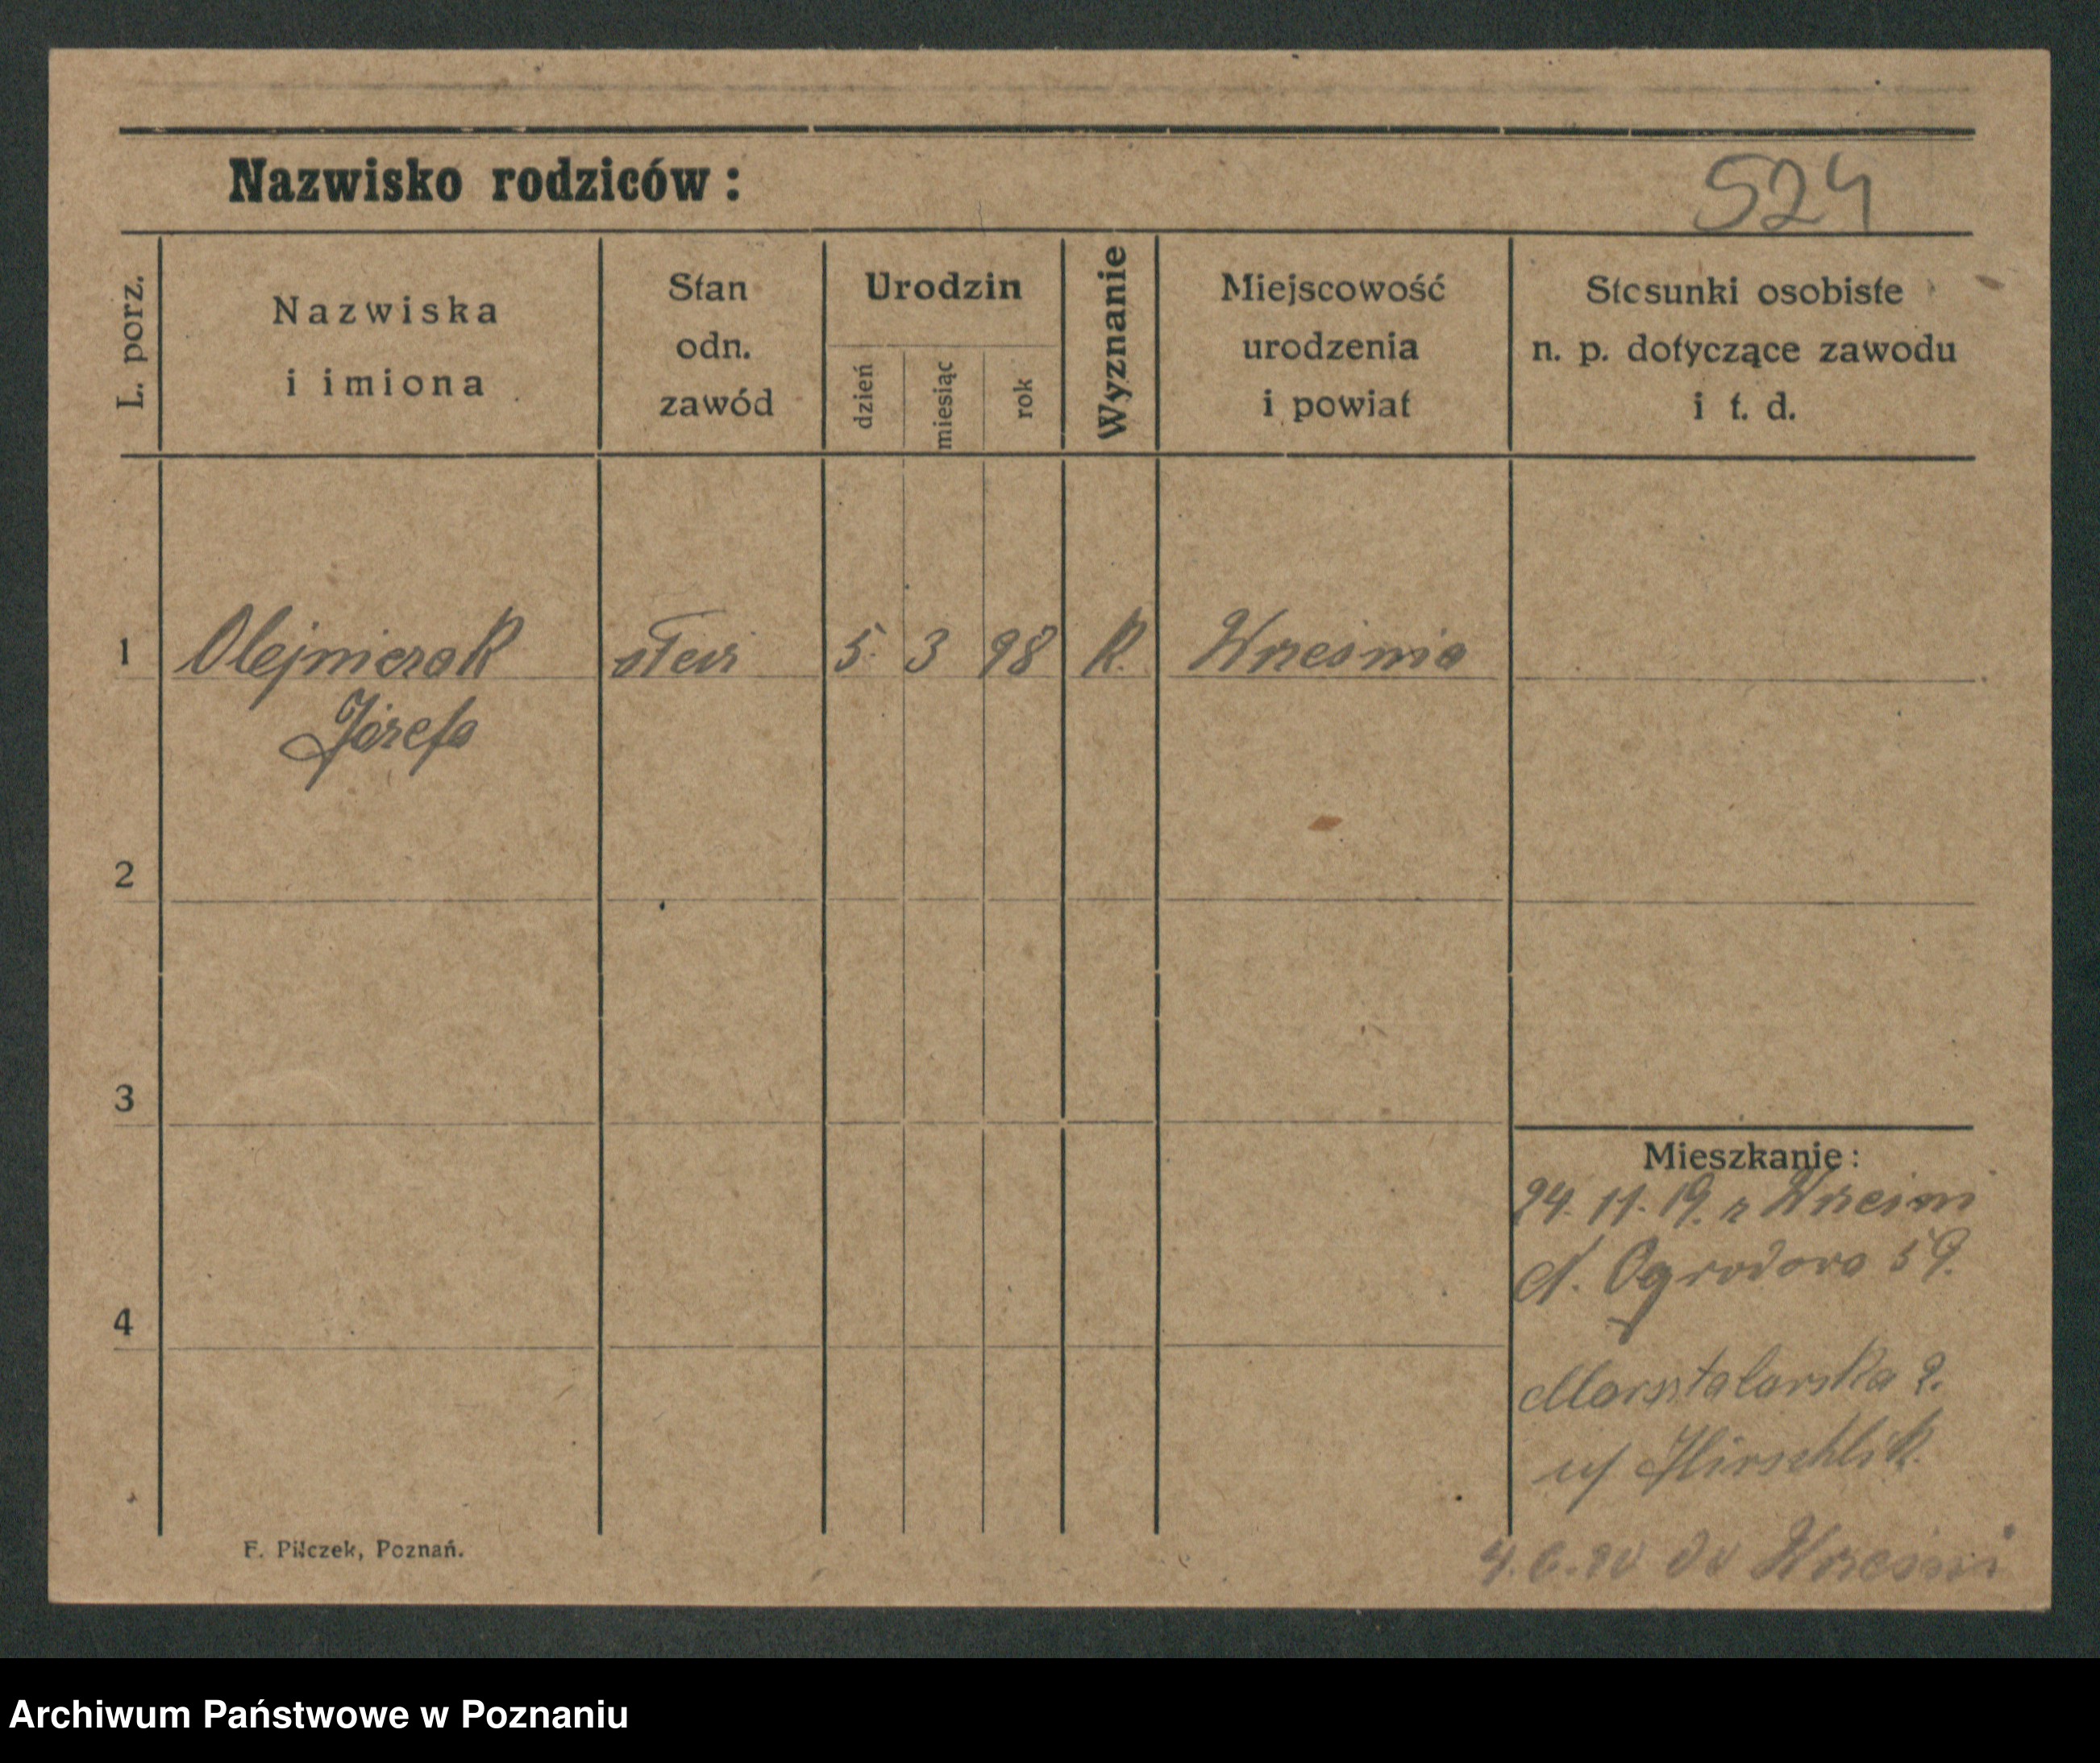 Nazwisko rodziców:
524
L. porz.
Nazwiska
i imiona
Stan
odn.
zawód
Urodzin
dzień
miesiąc
rok
Wyznanie
Miejscowość
urodzenia
i powiat
Stosunki osobiste
n. p. dotyczące zawodu
i t. d.
1 Olejniczak 5. 3 98 K. Września
Józefa
2
3
Mieszkanie:
24. 11. 19. z Wrześni
Ogrodowa 59.
4
Marsztalarska 2.
u/ Hirschlik.
4. 6. 20 do Wrześni
F. Pilczek, Poznań.
Archiwum Państwowe w Poznaniu